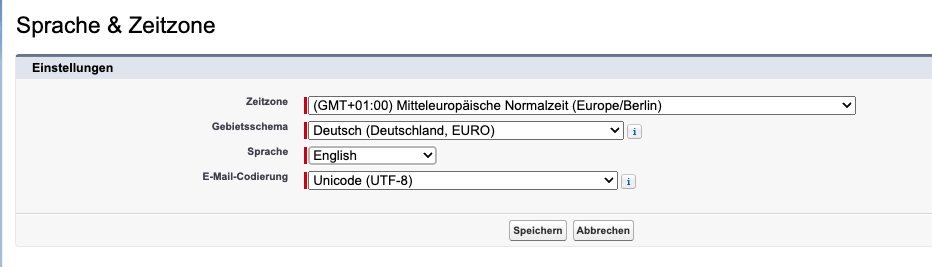 Sprache & Zeitzone
Einstellungen
Zeitzone (GMT+01:00) Mitteleuropäische Normalzeit (Europe/Berlin)
Gebietsschema Deutsch (Deutschland, EURO) i
Sprache English
E-Mail-Codierung Unicode (UTF-8) i
Speichern Abbrechen